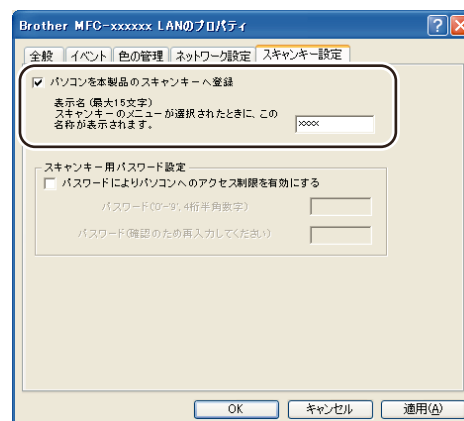 Brother MFC-xxxxxx LANのプロパティ
全般 イベント 色の管理 ネットワーク設定 スキャンキー設定
パソコンを本製品のスキャンキーへ登録
表示名(最大15文字)
スキャンキーのメニューが選択されたときに、この
名称が表示されます。
xxxx
スキャンキー用パスワード設定
パスワードによりパソコンへのアクセス制限を有効にする
パスワード('0'-'9', 4桁半角数字)
パスワード(確認のため再入力してください)
OK キャンセル 適用(A)